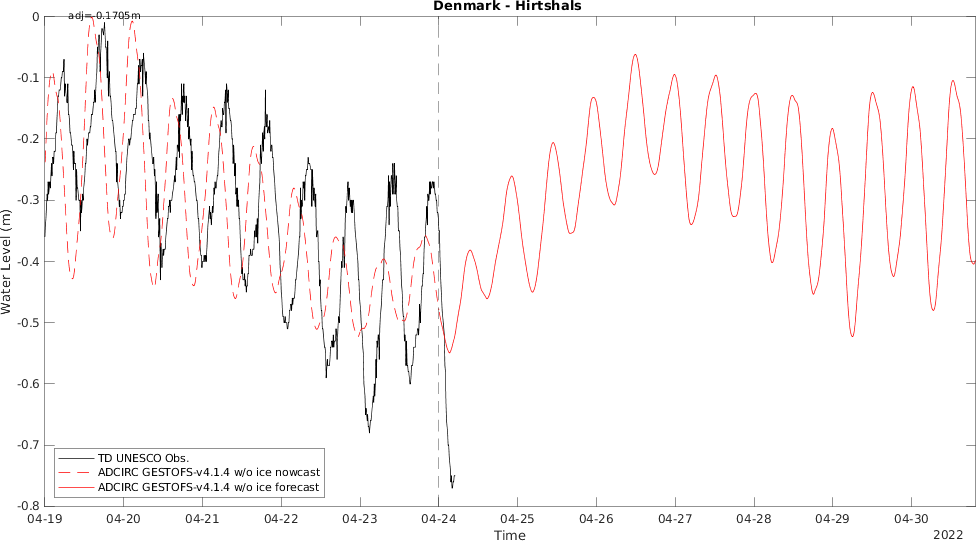 Denmark - Hirtshals
adj=-0.1705m
0
-0.1
-0.2
-0.3
-0.4
-0.5
-0.6
-0.7
-0.8
Water Level (m)
TD UNESCO Obs.
ADCIRC GESTOFS-v4.1.4 w/o ice nowcast
ADCIRC GESTOFS-v4.1.4 w/o ice forecast
04-19 04-20 04-21 04-22 04-23 04-24 04-25 04-26 04-27 04-28 04-29 04-30
Time
2022